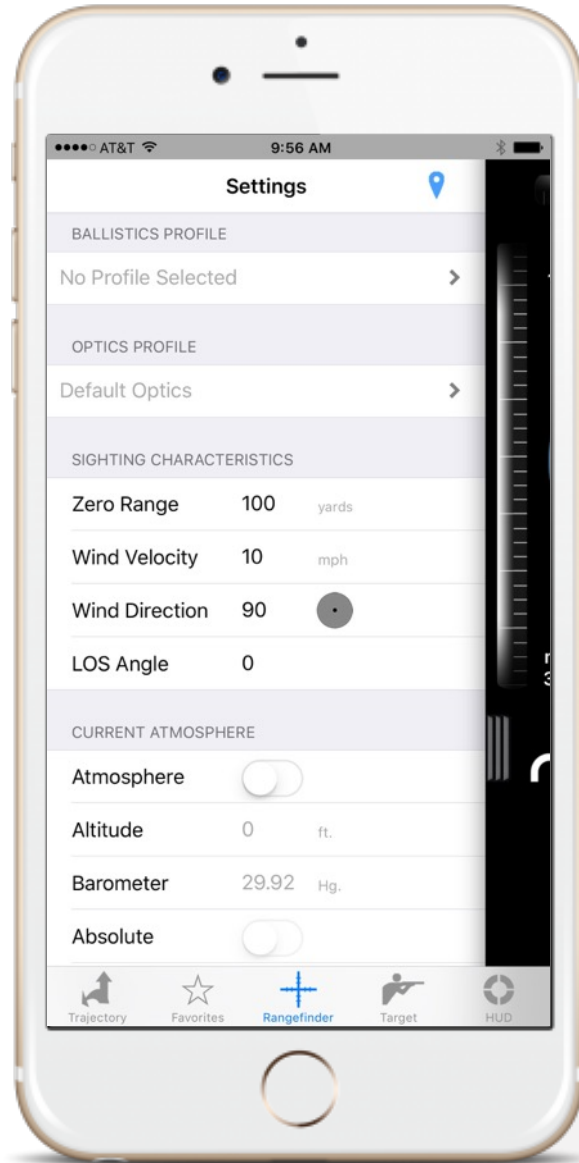 AT&T 9:56 AM
Settings
BALLISTICS PROFILE
No Profile Selected
OPTICS PROFILE
Default Optics
SIGHTING CHARACTERISTICS
Zero Range 100 yards
Wind Velocity 10 mph
Wind Direction 90
LOS Angle 0
CURRENT ATMOSPHERE
Atmosphere
Altitude 0 ft.
Barometer 29.92 Hg.
Absolute
Trajectory Favorites Rangefinder Target HUD